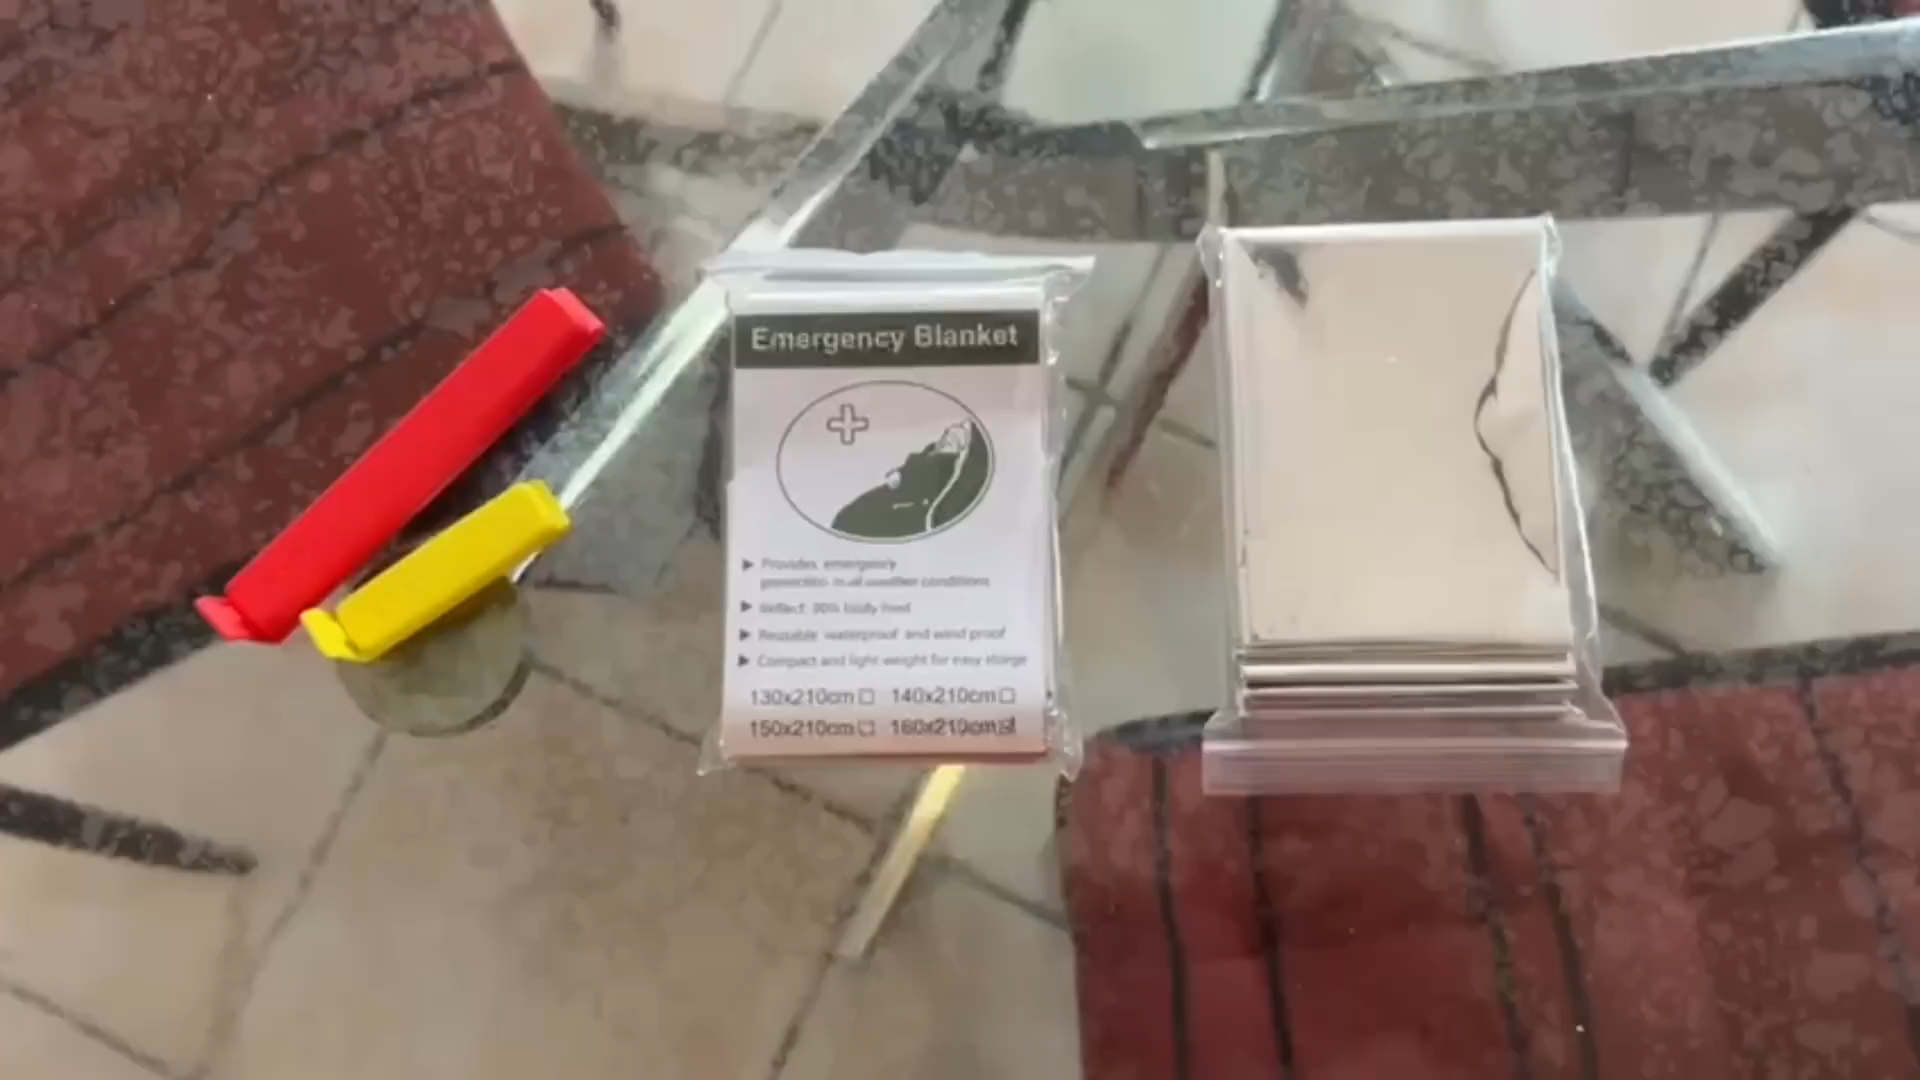 Emergency Blanket
▶ Provides emergency
protection in all weather conditions
▶ Reflect 90% body heat
▶ Reusable waterproof and wind proof
▶ Compact and light weight for easy storge
130x210cm☐ 140x210cm☐
150x210cm☐ 160x210cm☑